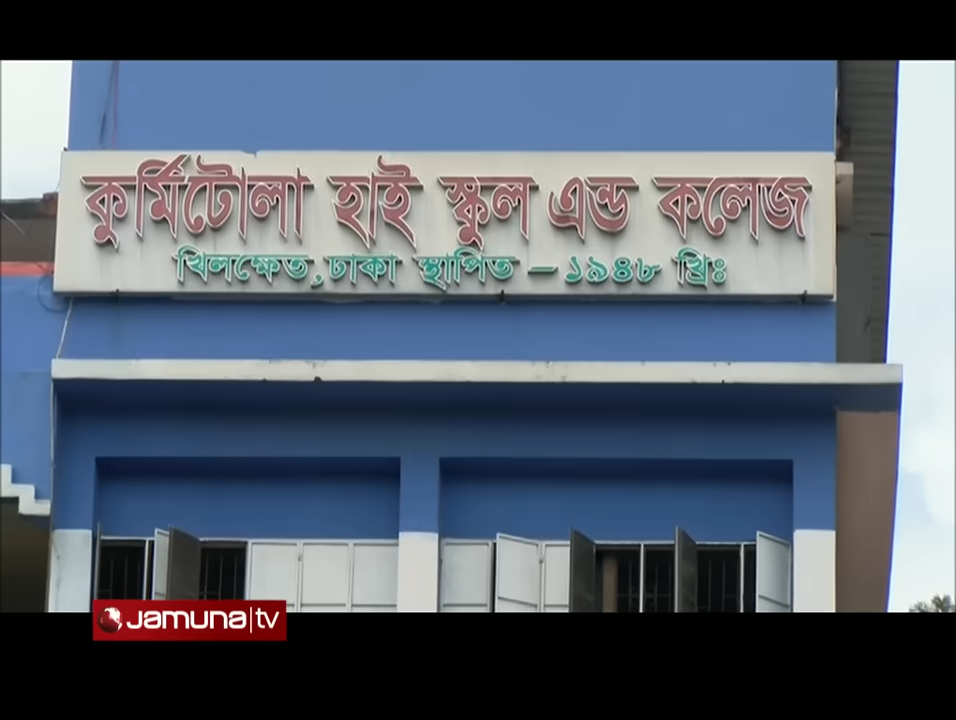 কুর্মিটোলা হাই স্কুল এন্ড কলেজ
খিলক্ষেত, ঢাকা স্থাপিত - ১৯৪৮ খ্রিঃ
JAMUNA|tv